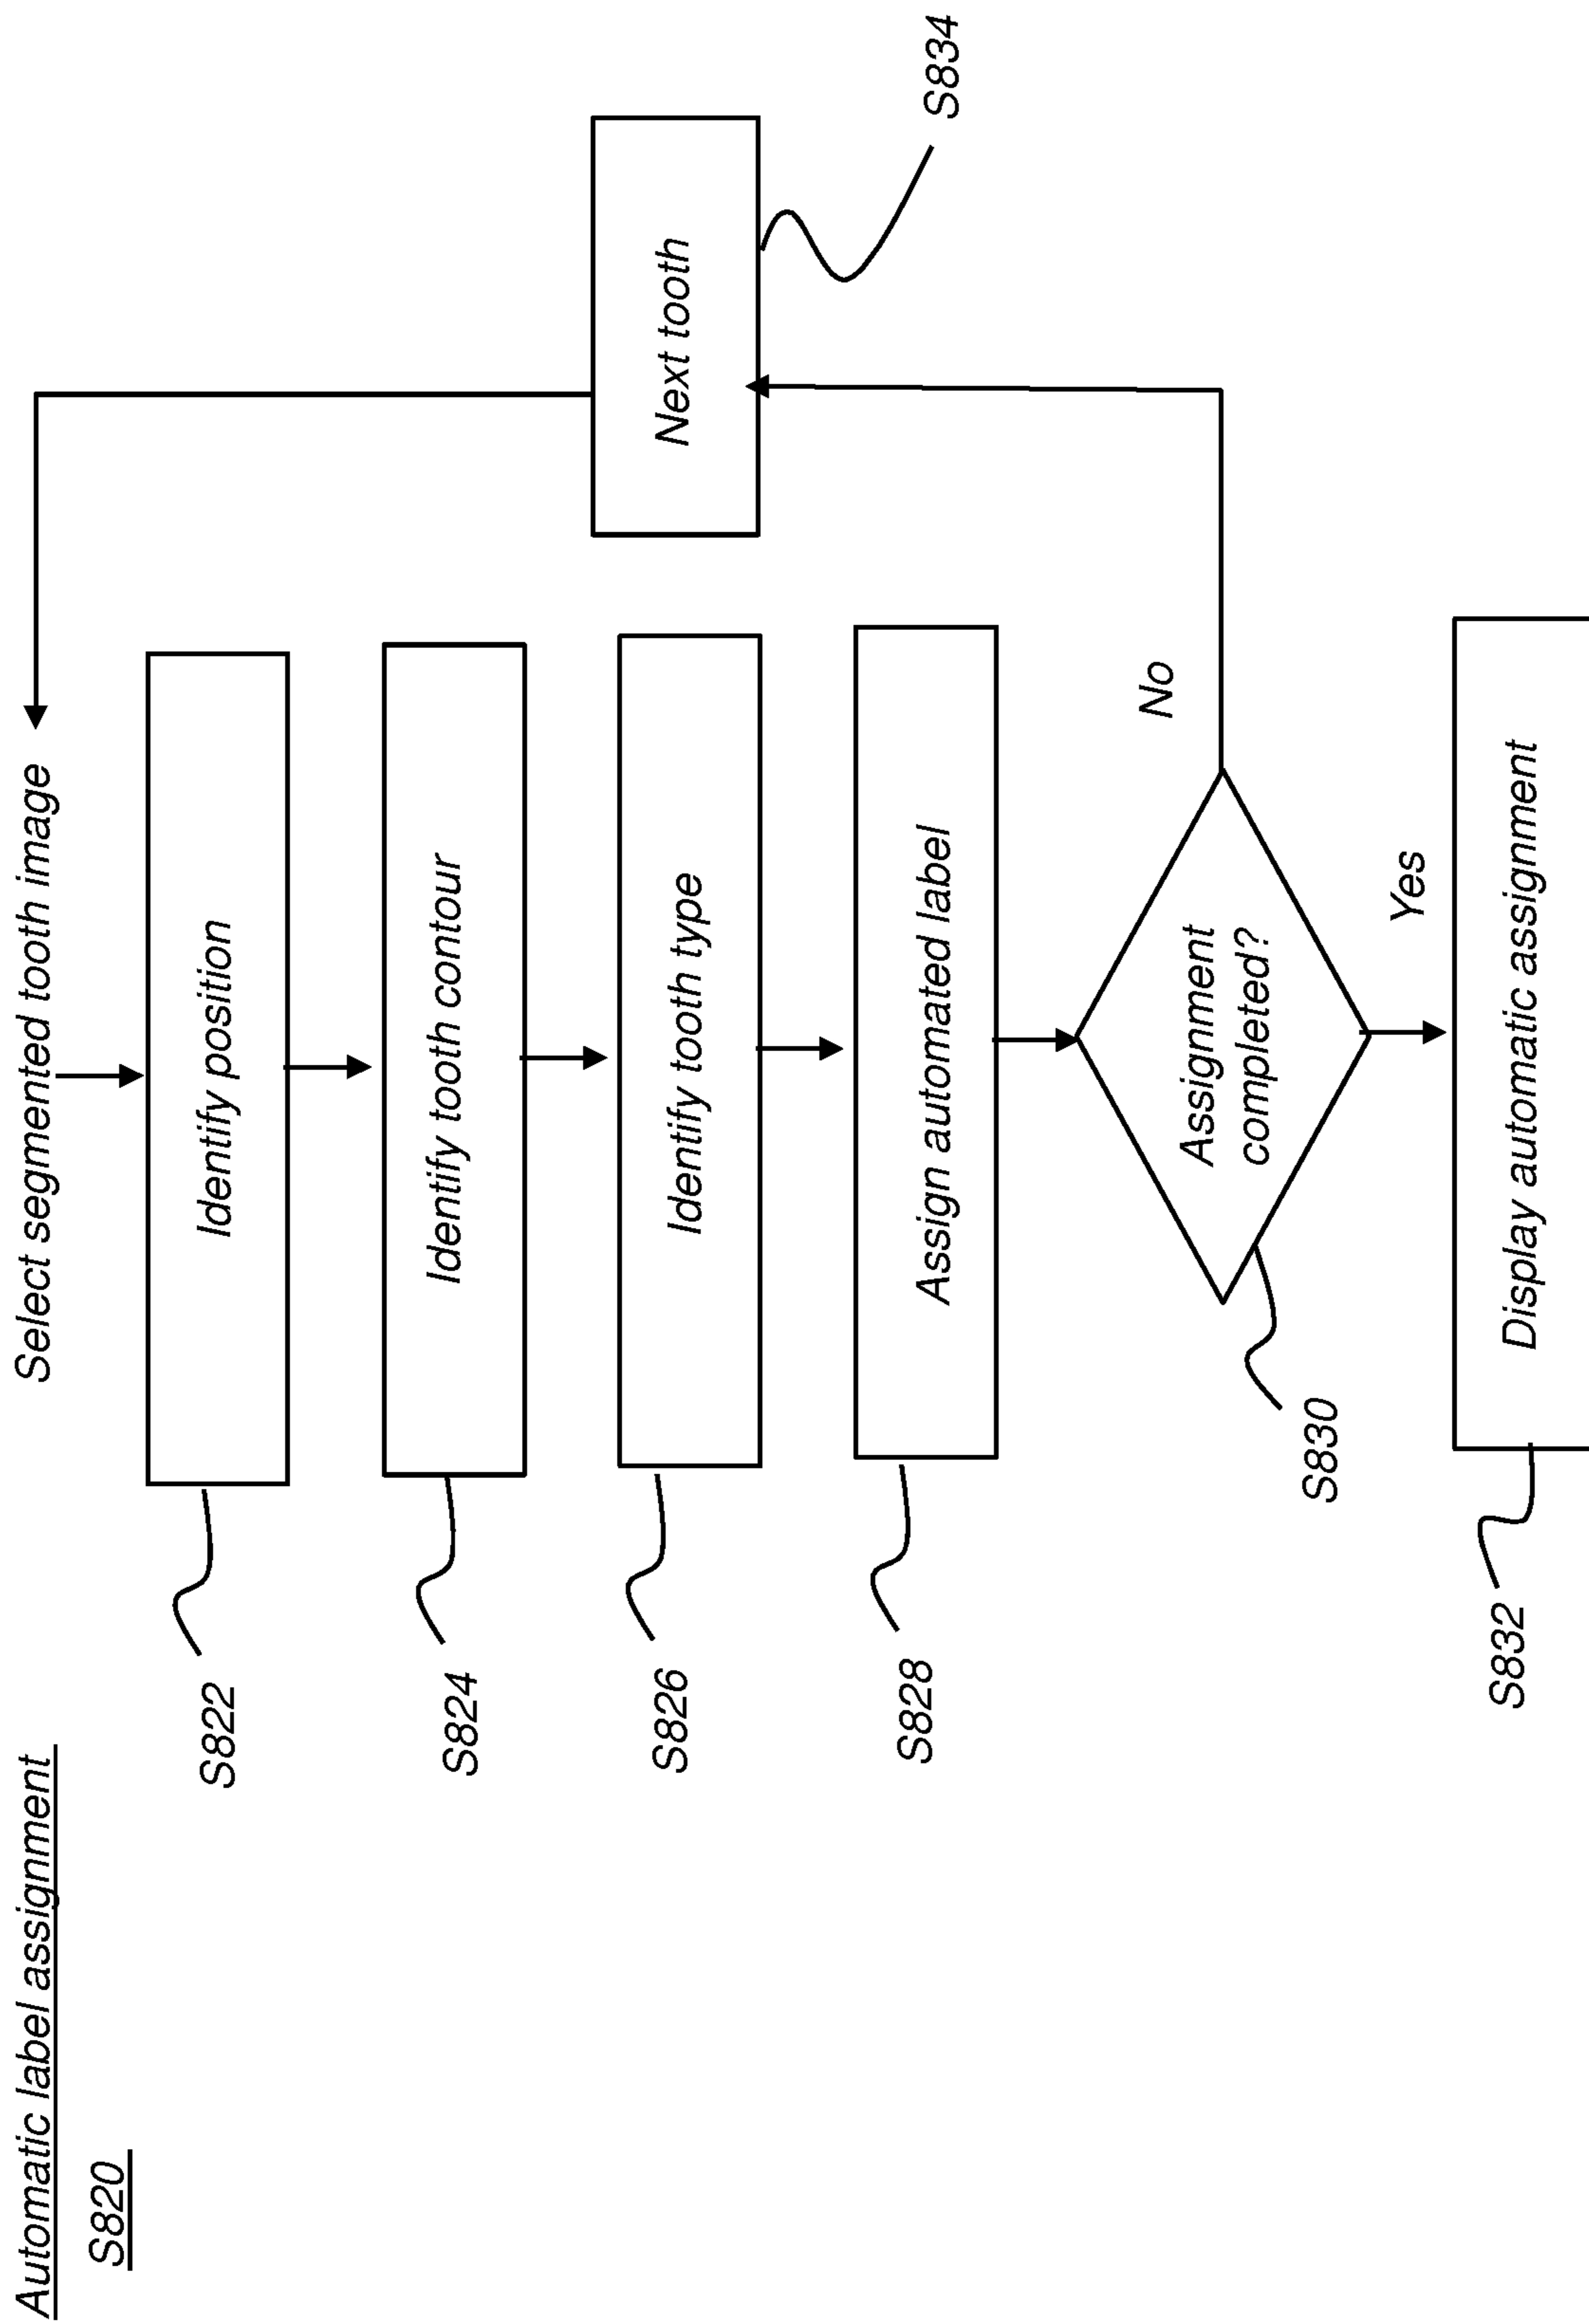 Automatic label assignment
S820
Select segmented tooth image
S822
Identify position
S824
Identify tooth contour
S826
Identify tooth type
S828
Assign automated label
S830
Assignment
completed?
No
Next tooth
S834
Yes
S832
Display automatic assignment